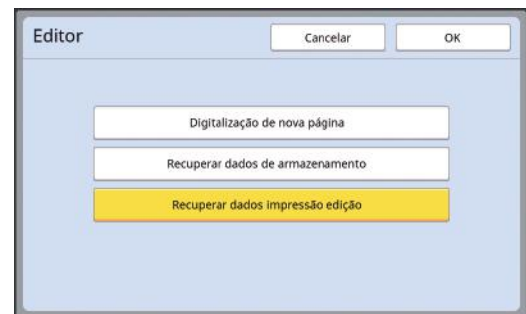 Editor
Cancelar
OK
Digitalização de nova página
Recuperar dados de armazenamento
Recuperar dados impressão edição